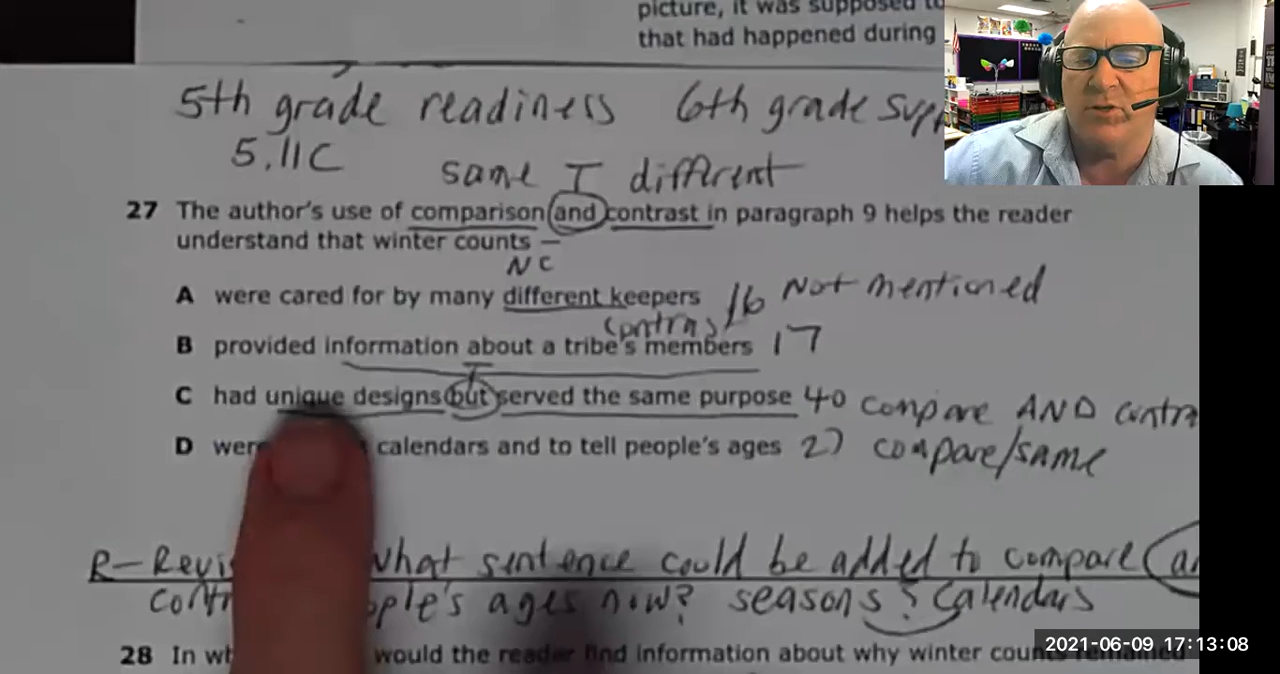 picture, it was supposed to
that had happened during
5th grade readiness 6th grade
5.11C
same T different
27 The author's use of comparison and contrast in paragraph 9 helps the reader
understand that winter counts —
NC
A were cared for by many different keepers 16 Not mentioned
contrast
B provided information about a tribe's members 17
T
C had unique designs but served the same purpose 40 compare AND
D calendars and to tell people's ages 27 compare/same
R- What sentence could be added to compare
ages now? seasons & calendars
28 In would the reader find information about why winter
2021-06-09 17:13:08